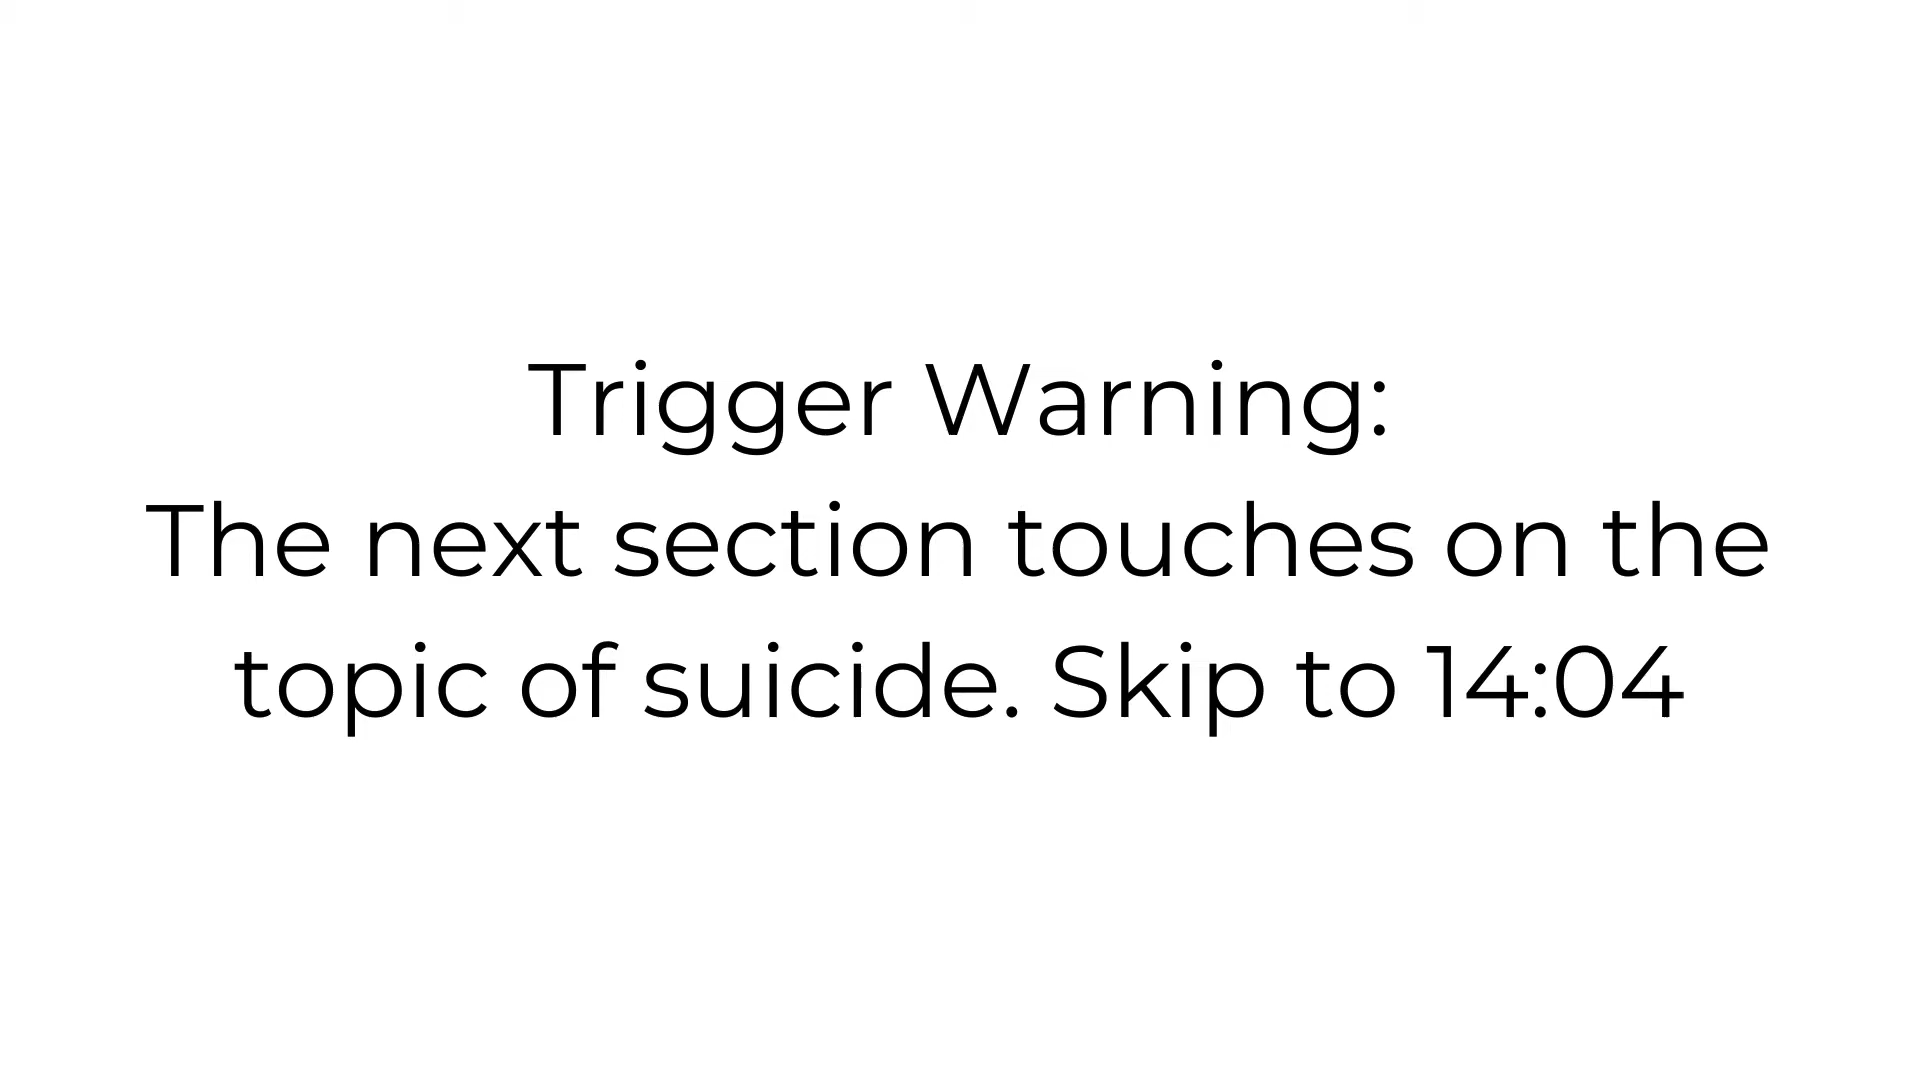 Trigger Warning:
The next section touches on the
topic of suicide. Skip to 14:04